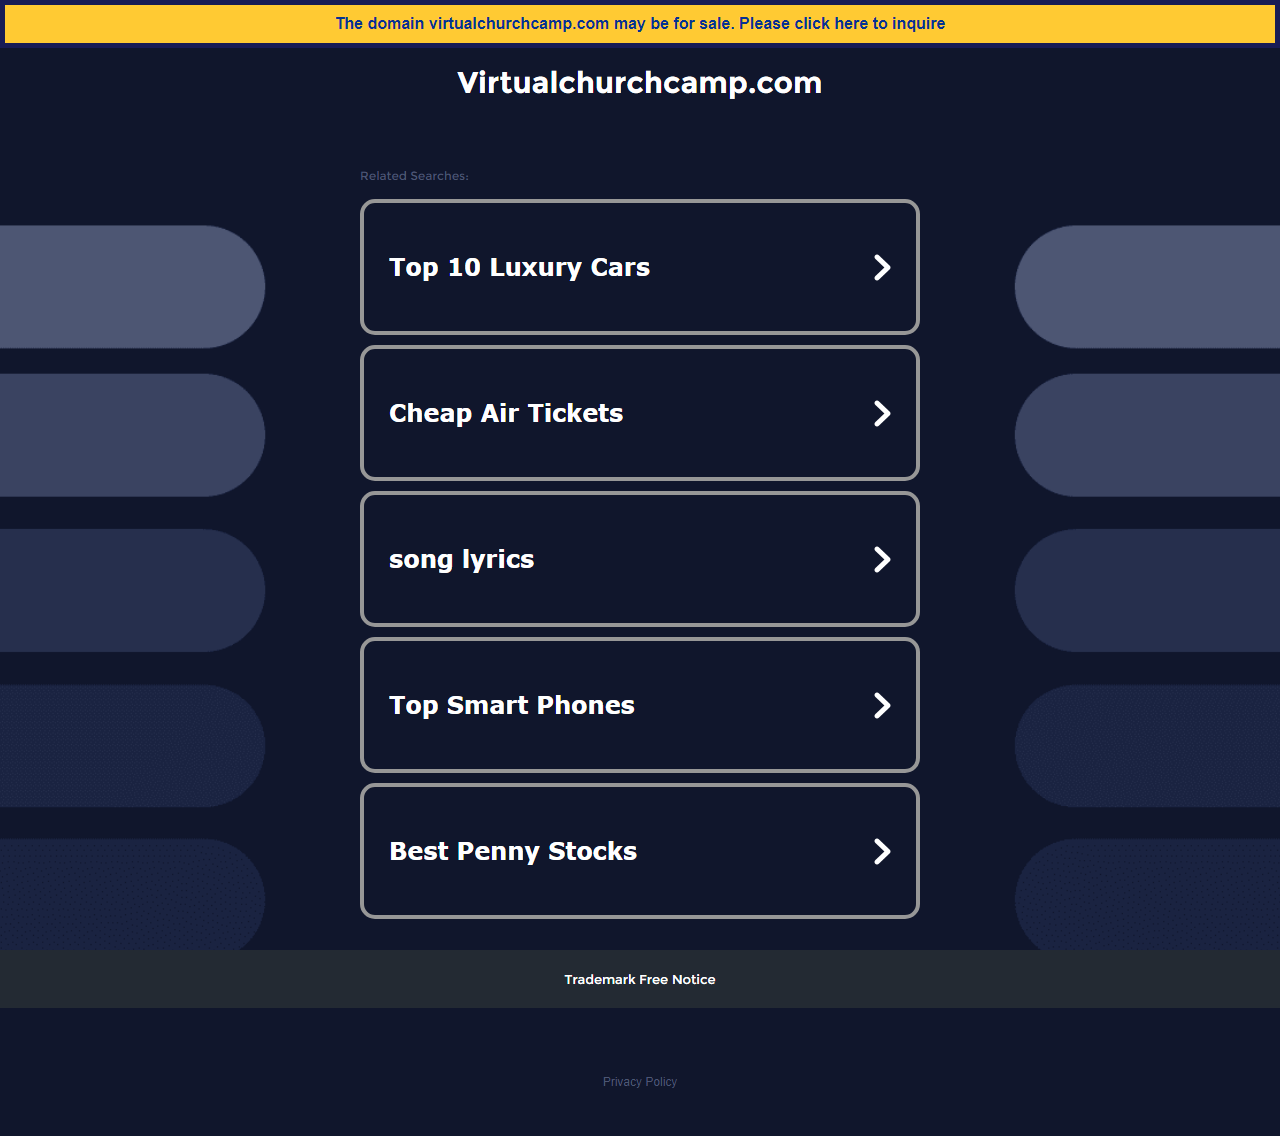 The domain virtualchurchcamp.com may be for sale. Please click here to inquire
Virtualchurchcamp.com
Related Searches:
Top 10 Luxury Cars
Cheap Air Tickets
song lyrics
Top Smart Phones
Best Penny Stocks
Trademark Free Notice
Privacy Policy